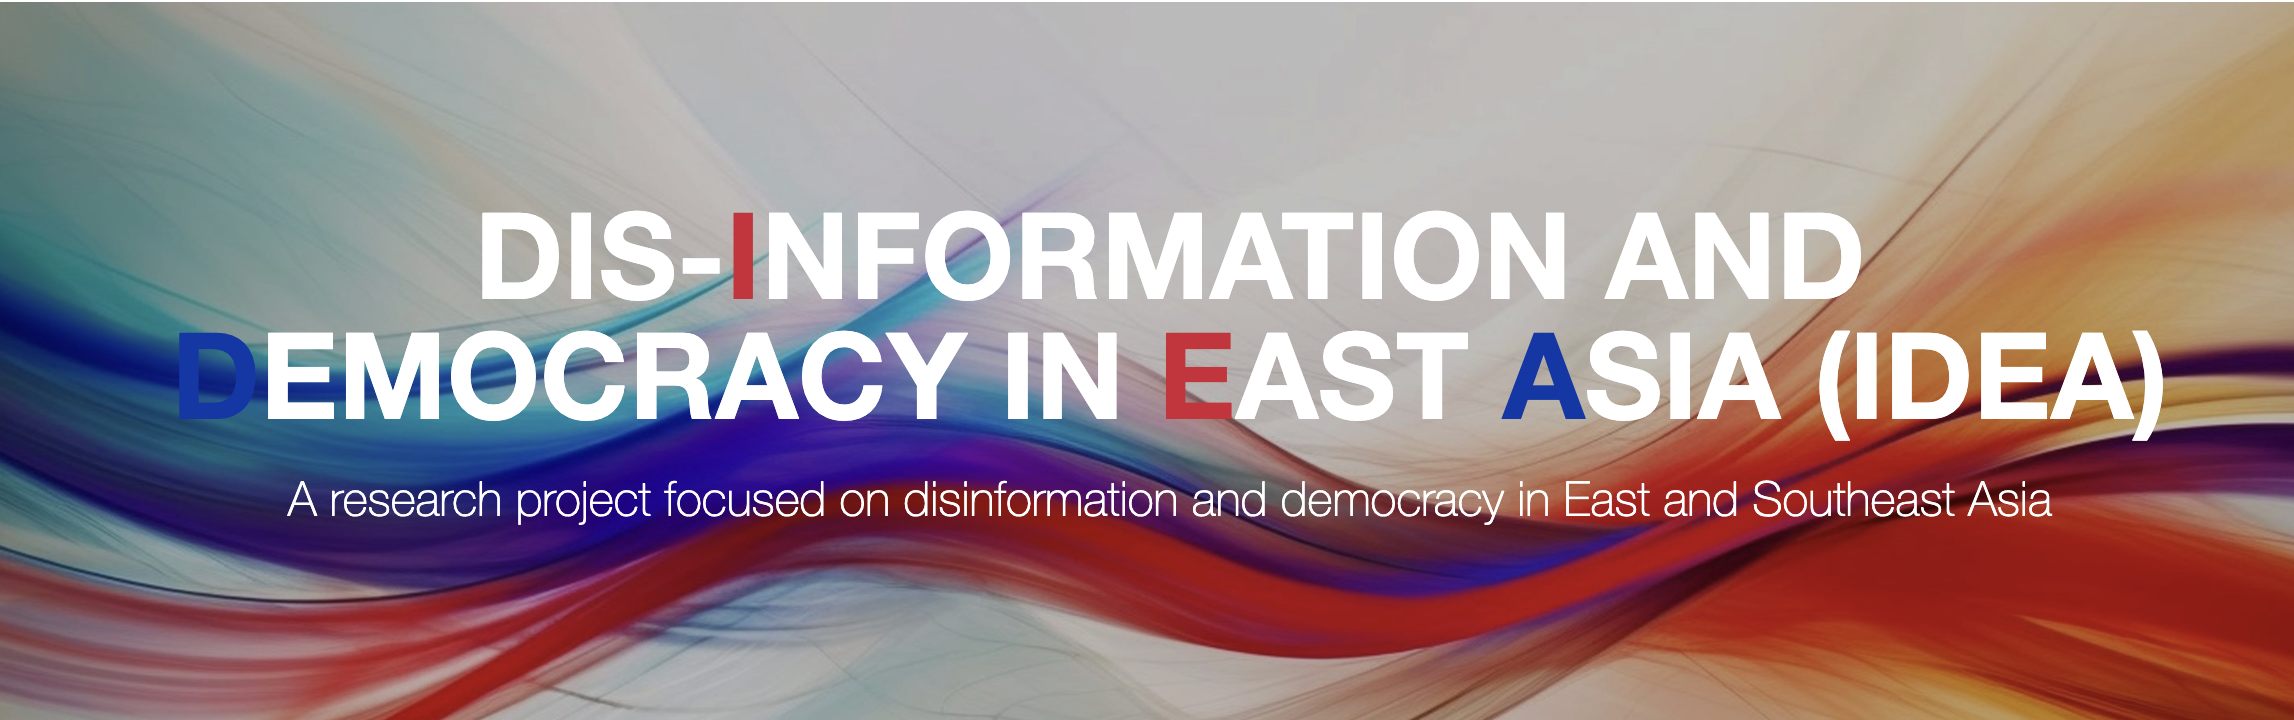 DIS-INFORMATION AND
DEMOCRACY IN EAST ASIA (IDEA)
A research project focused on disinformation and democracy in East and Southeast Asia